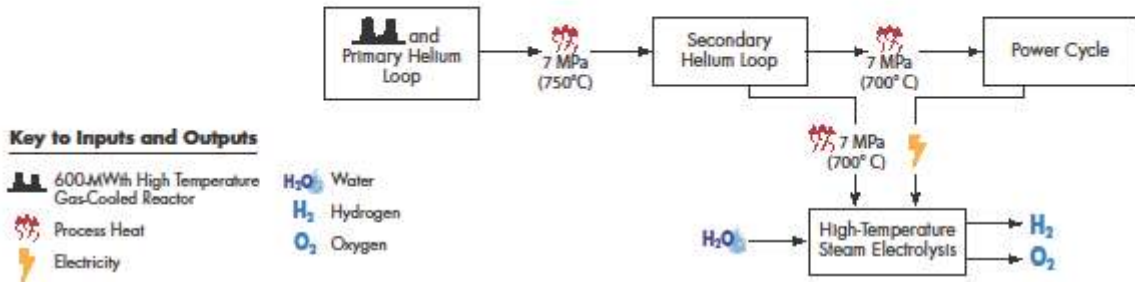 and
Primary Helium
Loop
7 MPa
(750°C)
Secondary
Helium Loop
7 MPa
(700° C)
Power Cycle
7 MPa
(700° C)
Key to Inputs and Outputs
600-MWth High Temperature
Gas-Cooled Reactor
Process Heat
Electricity
H₂O Water
H₂ Hydrogen
O₂ Oxygen
H₂O
High-Temperature
Steam Electrolysis
H₂
O₂